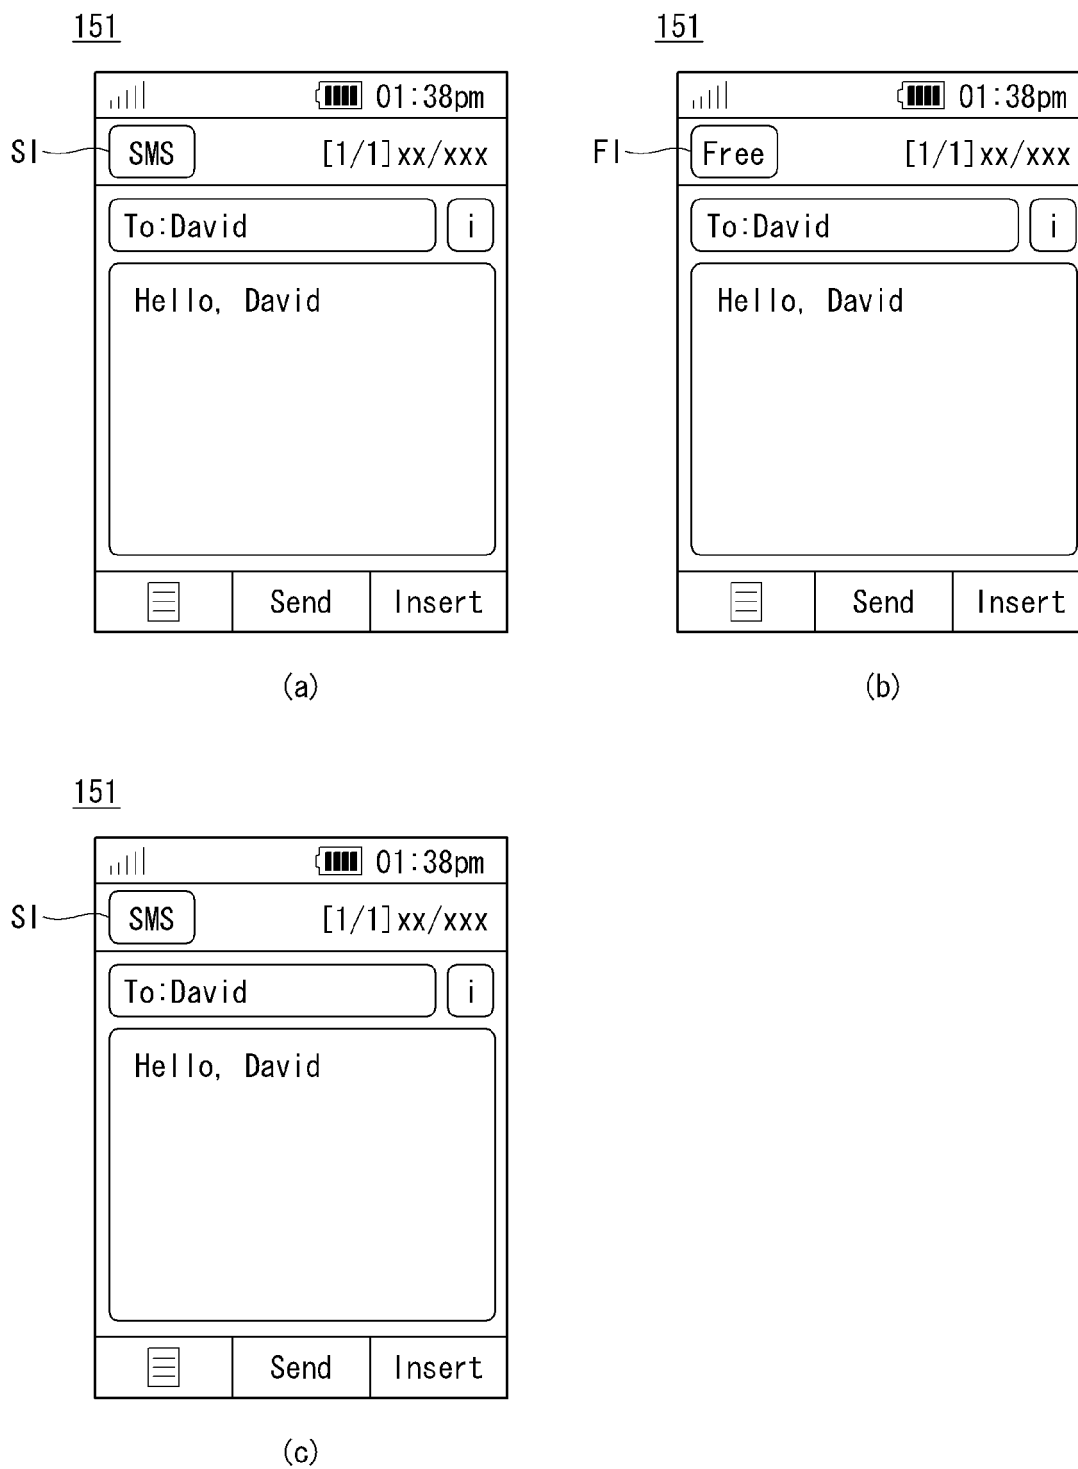 151
151
01:38pm
01:38pm
SI
SMS
[1/1]xx/xxx
FI
Free
[1/1]xx/xxx
To:David
i
To:David
i
Hello, David
Hello, David
Send
Insert
Send
Insert
(a)
(b)
151
01:38pm
SI
SMS
[1/1]xx/xxx
To:David
i
Hello, David
Send
Insert
(c)